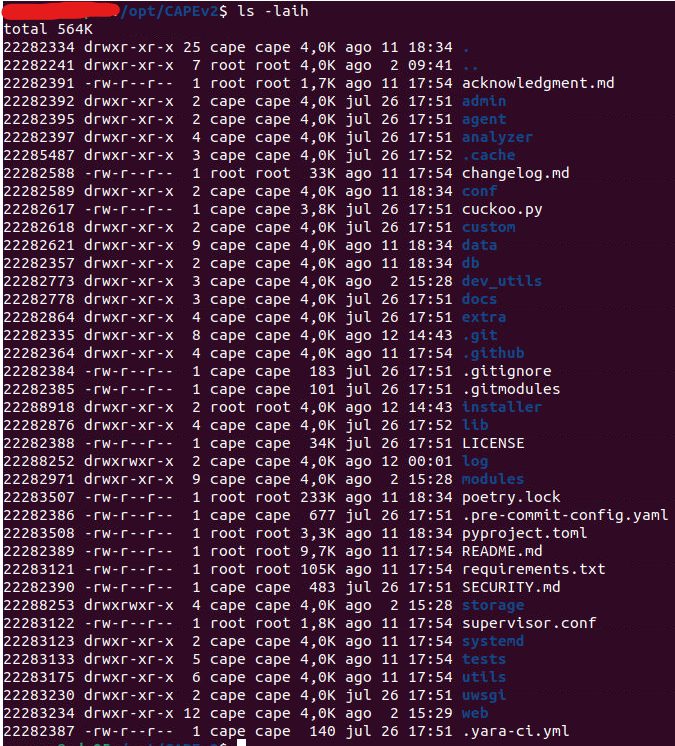 /opt/CAPEv2$ ls -laih
total 564K
22282334 drwxr-xr-x 25 cape cape 4,0K ago 11 18:34 .
22282241 drwxr-xr-x  7 root root 4,0K ago  2 09:41 ..
22282391 -rw-r--r--  1 root root 1,7K ago 11 17:54 acknowledgment.md
22282392 drwxr-xr-x  2 cape cape 4,0K jul 26 17:51 admin
22282395 drwxr-xr-x  2 cape cape 4,0K jul 26 17:51 agent
22282397 drwxr-xr-x  4 cape cape 4,0K jul 26 17:51 analyzer
22285487 drwxr-xr-x  3 cape cape 4,0K jul 26 17:52 .cache
22282588 -rw-r--r--  1 root root  33K ago 11 17:54 changelog.md
22282589 drwxr-xr-x  2 cape cape 4,0K ago 11 18:34 conf
22282617 -rw-r--r--  1 cape cape 3,8K jul 26 17:51 cuckoo.py
22282618 drwxr-xr-x  2 cape cape 4,0K jul 26 17:51 custom
22282621 drwxr-xr-x  9 cape cape 4,0K ago 11 18:34 data
22282357 drwxr-xr-x  2 cape cape 4,0K ago 11 18:34 db
22282773 drwxr-xr-x  3 cape cape 4,0K ago  2 15:28 dev_utils
22282778 drwxr-xr-x  3 cape cape 4,0K jul 26 17:51 docs
22282864 drwxr-xr-x  4 cape cape 4,0K jul 26 17:51 extra
22282335 drwxr-xr-x  8 cape cape 4,0K ago 12 14:43 .git
22282364 drwxr-xr-x  4 cape cape 4,0K ago 11 17:54 .github
22282384 -rw-r--r--  1 cape cape  183 jul 26 17:51 .gitignore
22282385 -rw-r--r--  1 cape cape  101 jul 26 17:51 .gitmodules
22288918 drwxr-xr-x  2 root root 4,0K ago 12 14:43 installer
22282876 drwxr-xr-x  4 cape cape 4,0K jul 26 17:52 lib
22282388 -rw-r--r--  1 cape cape  34K jul 26 17:51 LICENSE
22288252 drwxrwxr-x  2 cape cape 4,0K ago 12 00:01 log
22282971 drwxr-xr-x  9 cape cape 4,0K ago  2 15:28 modules
22283507 -rw-r--r--  1 root root 233K ago 11 18:34 poetry.lock
22282386 -rw-r--r--  1 cape cape  677 jul 26 17:51 .pre-commit-config.yaml
22283508 -rw-r--r--  1 root root 3,3K ago 11 18:34 pyproject.toml
22282389 -rw-r--r--  1 root root 9,7K ago 11 17:54 README.md
22283121 -rw-r--r--  1 root root 105K ago 11 17:54 requirements.txt
22282390 -rw-r--r--  1 cape cape  483 jul 26 17:51 SECURITY.md
22288253 drwxrwxr-x  4 cape cape 4,0K ago  2 15:28 storage
22283122 -rw-r--r--  1 root root 1,8K ago 11 17:54 supervisor.conf
22283123 drwxr-xr-x  2 cape cape 4,0K ago 11 17:54 systemd
22283133 drwxr-xr-x  5 cape cape 4,0K ago 11 17:54 tests
22283175 drwxr-xr-x  6 cape cape 4,0K ago 11 17:54 utils
22283230 drwxr-xr-x  2 cape cape 4,0K jul 26 17:51 uwsgi
22283234 drwxr-xr-x 12 cape cape 4,0K ago  2 15:29 web
22282387 -rw-r--r--  1 cape cape  140 jul 26 17:51 .yara-ci.yml